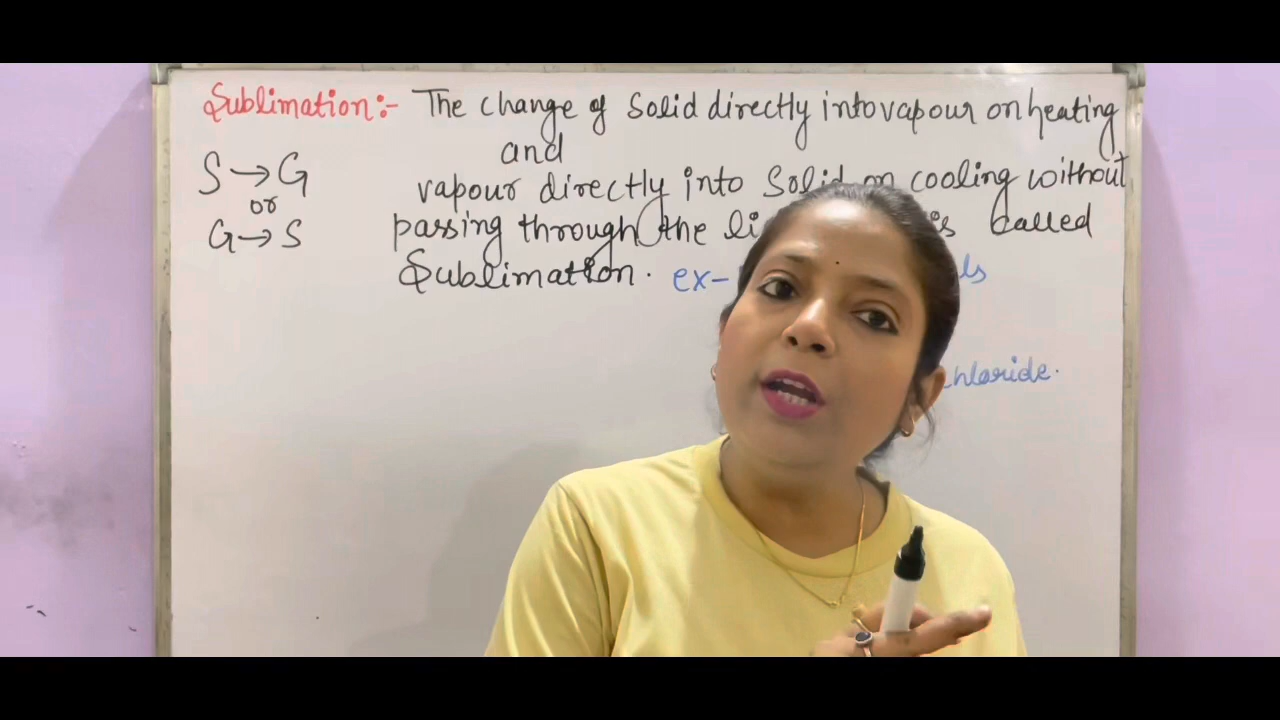 Sublimation:- The change of Solid directly into vapour on heating
and
S → G
vapour directly into Solid on cooling without
or
G → S
passing through the is called
Sublimation. ex-